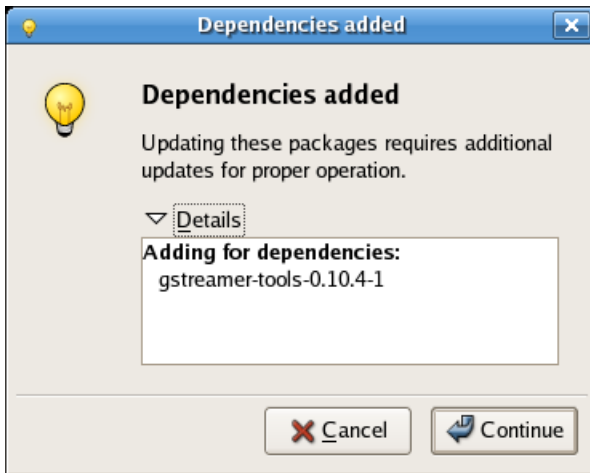 Dependencies added
Dependencies added
Updating these packages requires additional
updates for proper operation.
Details
Adding for dependencies:
gstreamer-tools-0.10.4-1
Cancel
Continue